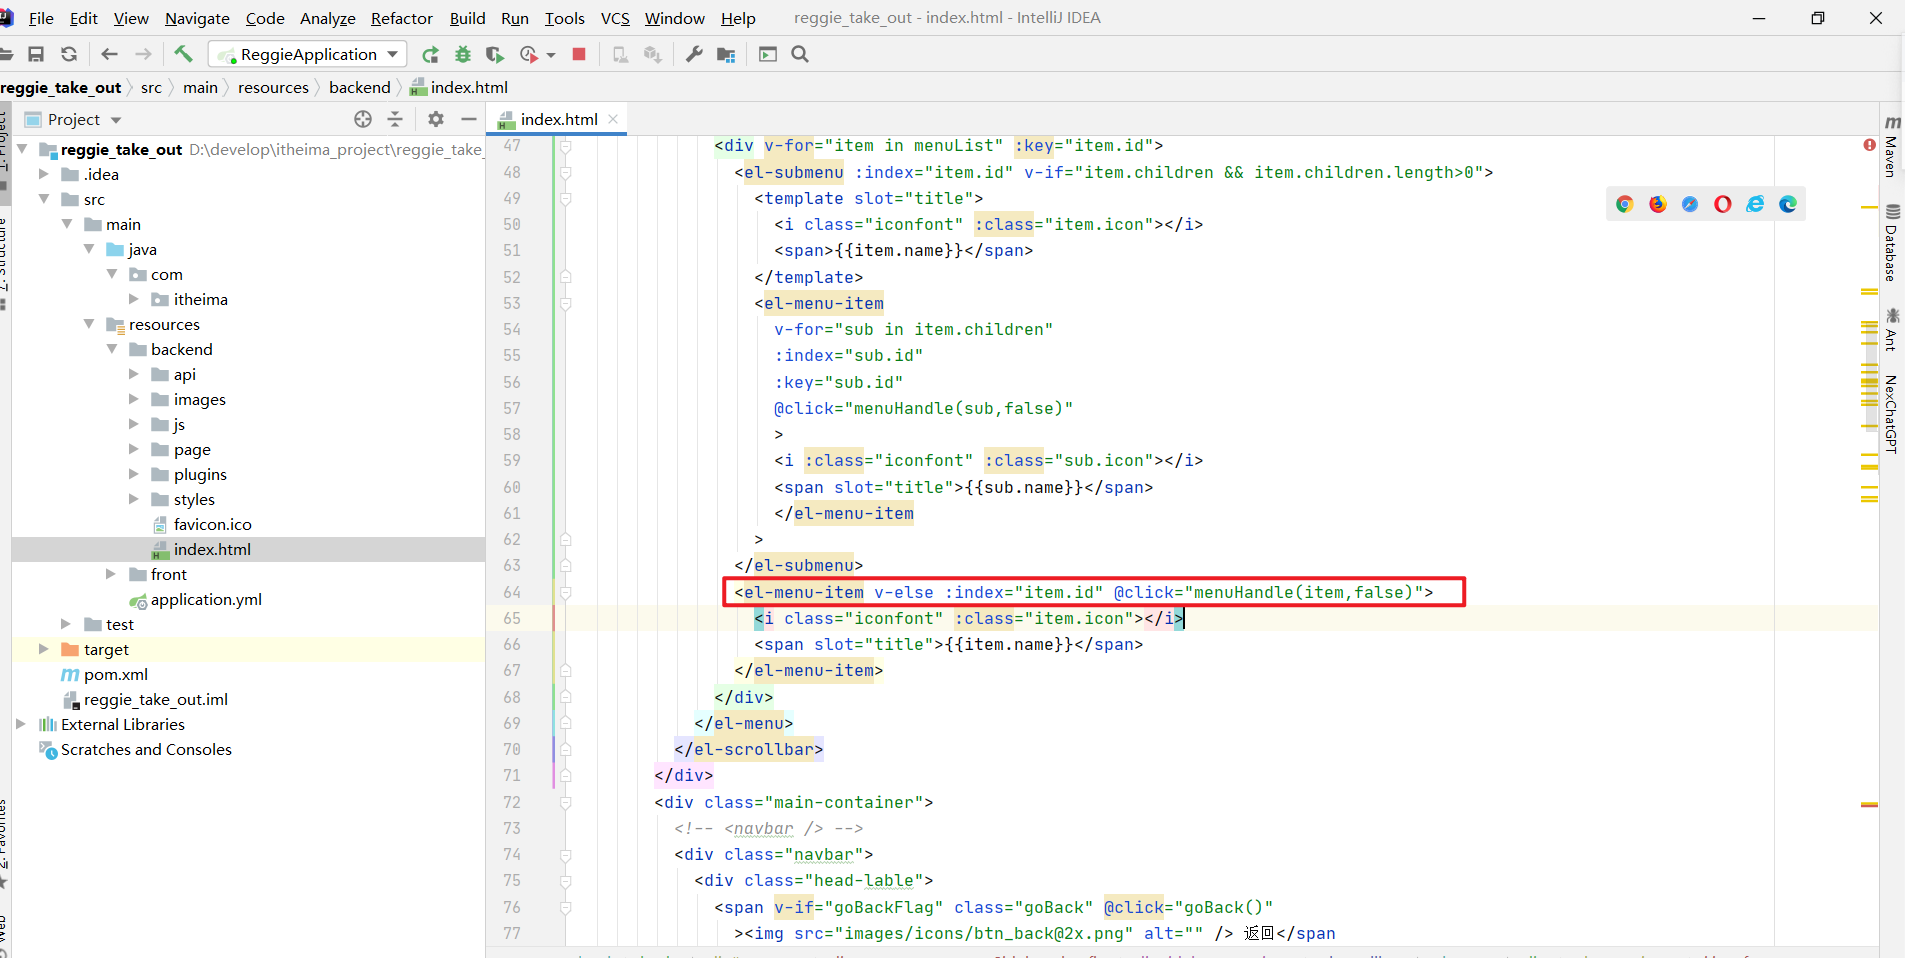 File Edit View Navigate Code Analyze Refactor Build Run Tools VCS Window Help reggie_take_out - index.html - IntelliJ IDEA
ReggieApplication
reggie_take_out 〉 src 〉 main 〉 resources 〉 backend 〉 index.html
Project
index.html
reggie_take_out D:\develop\itheima_project\reggie_take_
.idea
src
main
java
com
itheima
resources
backend
api
images
js
page
plugins
styles
favicon.ico
index.html
front
application.yml
test
target
pom.xml
reggie_take_out.iml
External Libraries
Scratches and Consoles
47 <div v-for="item in menuList" :key="item.id">
48 <el-submenu :index="item.id" v-if="item.children && item.children.length>0">
49 <template slot="title">
50 <i class="iconfont" :class="item.icon"></i>
51 <span>{{item.name}}</span>
52 </template>
53 <el-menu-item
54 v-for="sub in item.children"
55 :index="sub.id"
56 :key="sub.id"
57 @click="menuHandle(sub,false)"
58 >
59 <i :class="iconfont" :class="sub.icon"></i>
60 <span slot="title">{{sub.name}}</span>
61 </el-menu-item
62 >
63 </el-submenu>
64 <el-menu-item v-else :index="item.id" @click="menuHandle(item,false)">
65 <i class="iconfont" :class="item.icon"></i>
66 <span slot="title">{{item.name}}</span>
67 </el-menu-item>
68 </div>
69 </el-menu>
70 </el-scrollbar>
71 </div>
72 <div class="main-container">
73 <!-- <navbar /> -->
74 <div class="navbar">
75 <div class="head-lable">
76 <span v-if="goBackFlag" class="goBack" @click="goBack()"
77 ><img src="images/icons/btn_back@2x.png" alt="" /> 返回</span
Maven
Database
Ant
NexChatGPT